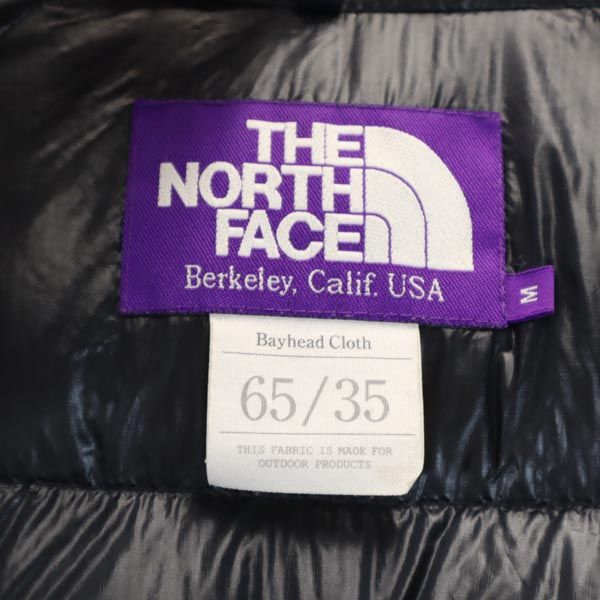 THE
NORTH
FACE
Berkeley, Calif. USA
M
Bayhead Cloth
65/35
THIS FABRIC IS MADE FOR
OUTDOOR PRODUCTS